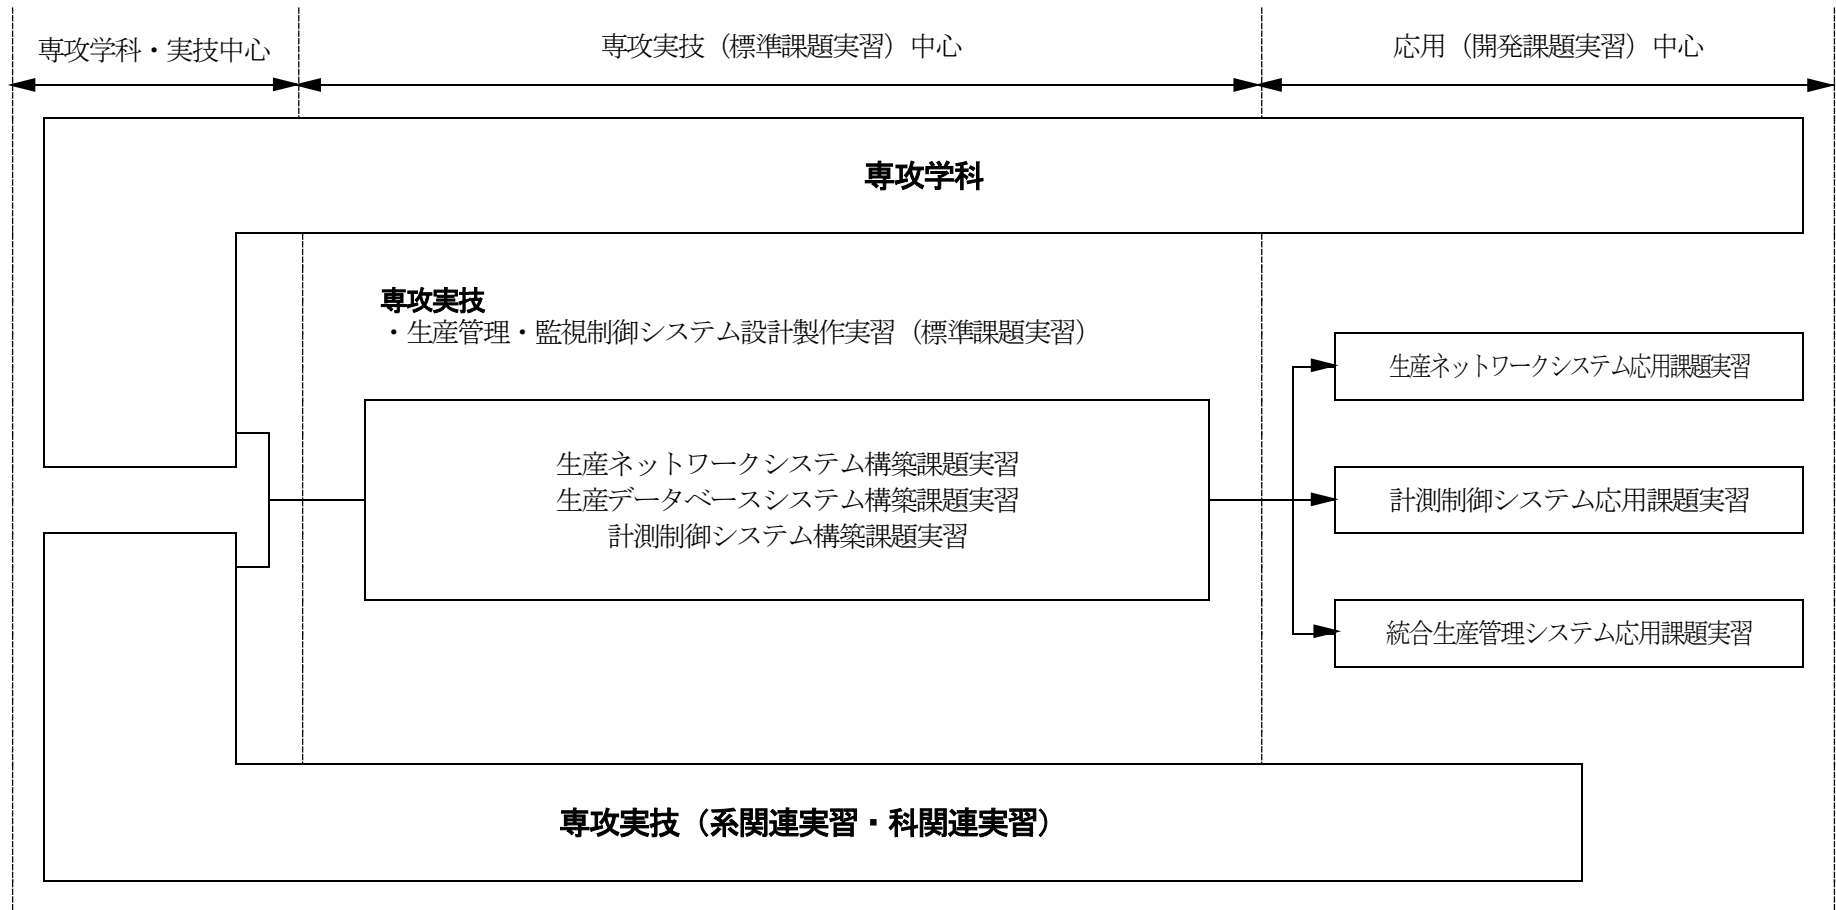 専攻学科・実技中心
専攻実技（標準課題実習）中心
応用（開発課題実習）中心
専攻学科
専攻実技
・生産管理・監視制御システム設計製作実習（標準課題実習）
生産ネットワークシステム構築課題実習
生産データベースシステム構築課題実習
計測制御システム構築課題実習
生産ネットワークシステム応用課題実習
計測制御システム応用課題実習
統合生産管理システム応用課題実習
専攻実技（系関連実習・科関連実習）